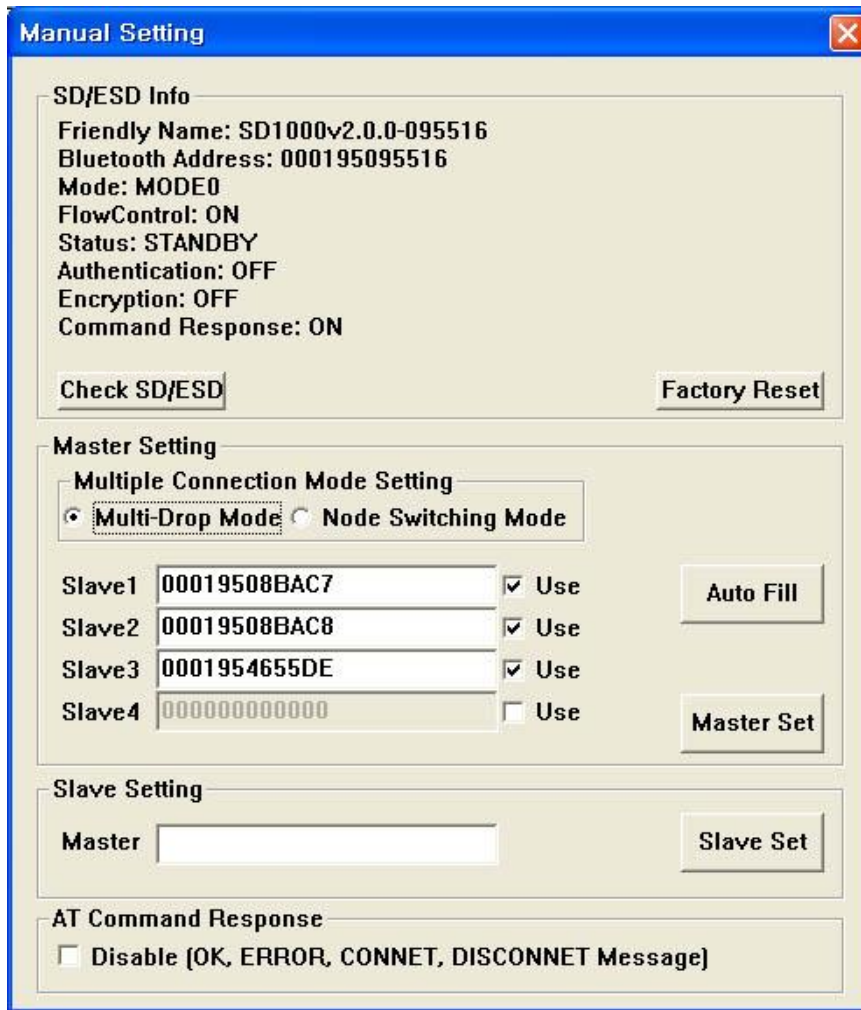 Manual Setting
SD/ESD Info
Friendly Name: SD1000v2.0.0-095516
Bluetooth Address: 000195095516
Mode: MODE0
FlowControl: ON
Status: STANDBY
Authentication: OFF
Encryption: OFF
Command Response: ON
Check SD/ESD Factory Reset
Master Setting
Multiple Connection Mode Setting
Multi-Drop Mode Node Switching Mode
Slave1 00019508BAC7 Use Auto Fill
Slave2 00019508BAC8 Use
Slave3 0001954655DE Use
Slave4 000000000000 Use Master Set
Slave Setting
Master Slave Set
AT Command Response
Disable (OK, ERROR, CONNET, DISCONNET Message)